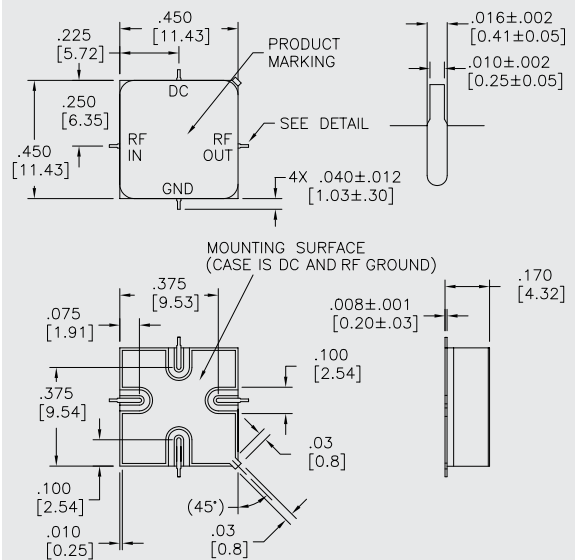 .450
[11.43]
.225
[5.72]
PRODUCT
MARKING
.016±.002
[0.41±0.05]
.010±.002
[0.25±0.05]
DC
.250
[6.35]
RF
IN
RF
OUT
SEE DETAIL
.450
[11.43]
GND
4X .040±.012
[1.03±.30]
MOUNTING SURFACE
(CASE IS DC AND RF GROUND)
.375
[9.53]
.170
[4.32]
.075
[1.91]
.008±.001
[0.20±.03]
.100
[2.54]
.375
[9.54]
.03
[0.8]
.100
[2.54]
(45°)
.03
[0.8]
.010
[0.25]